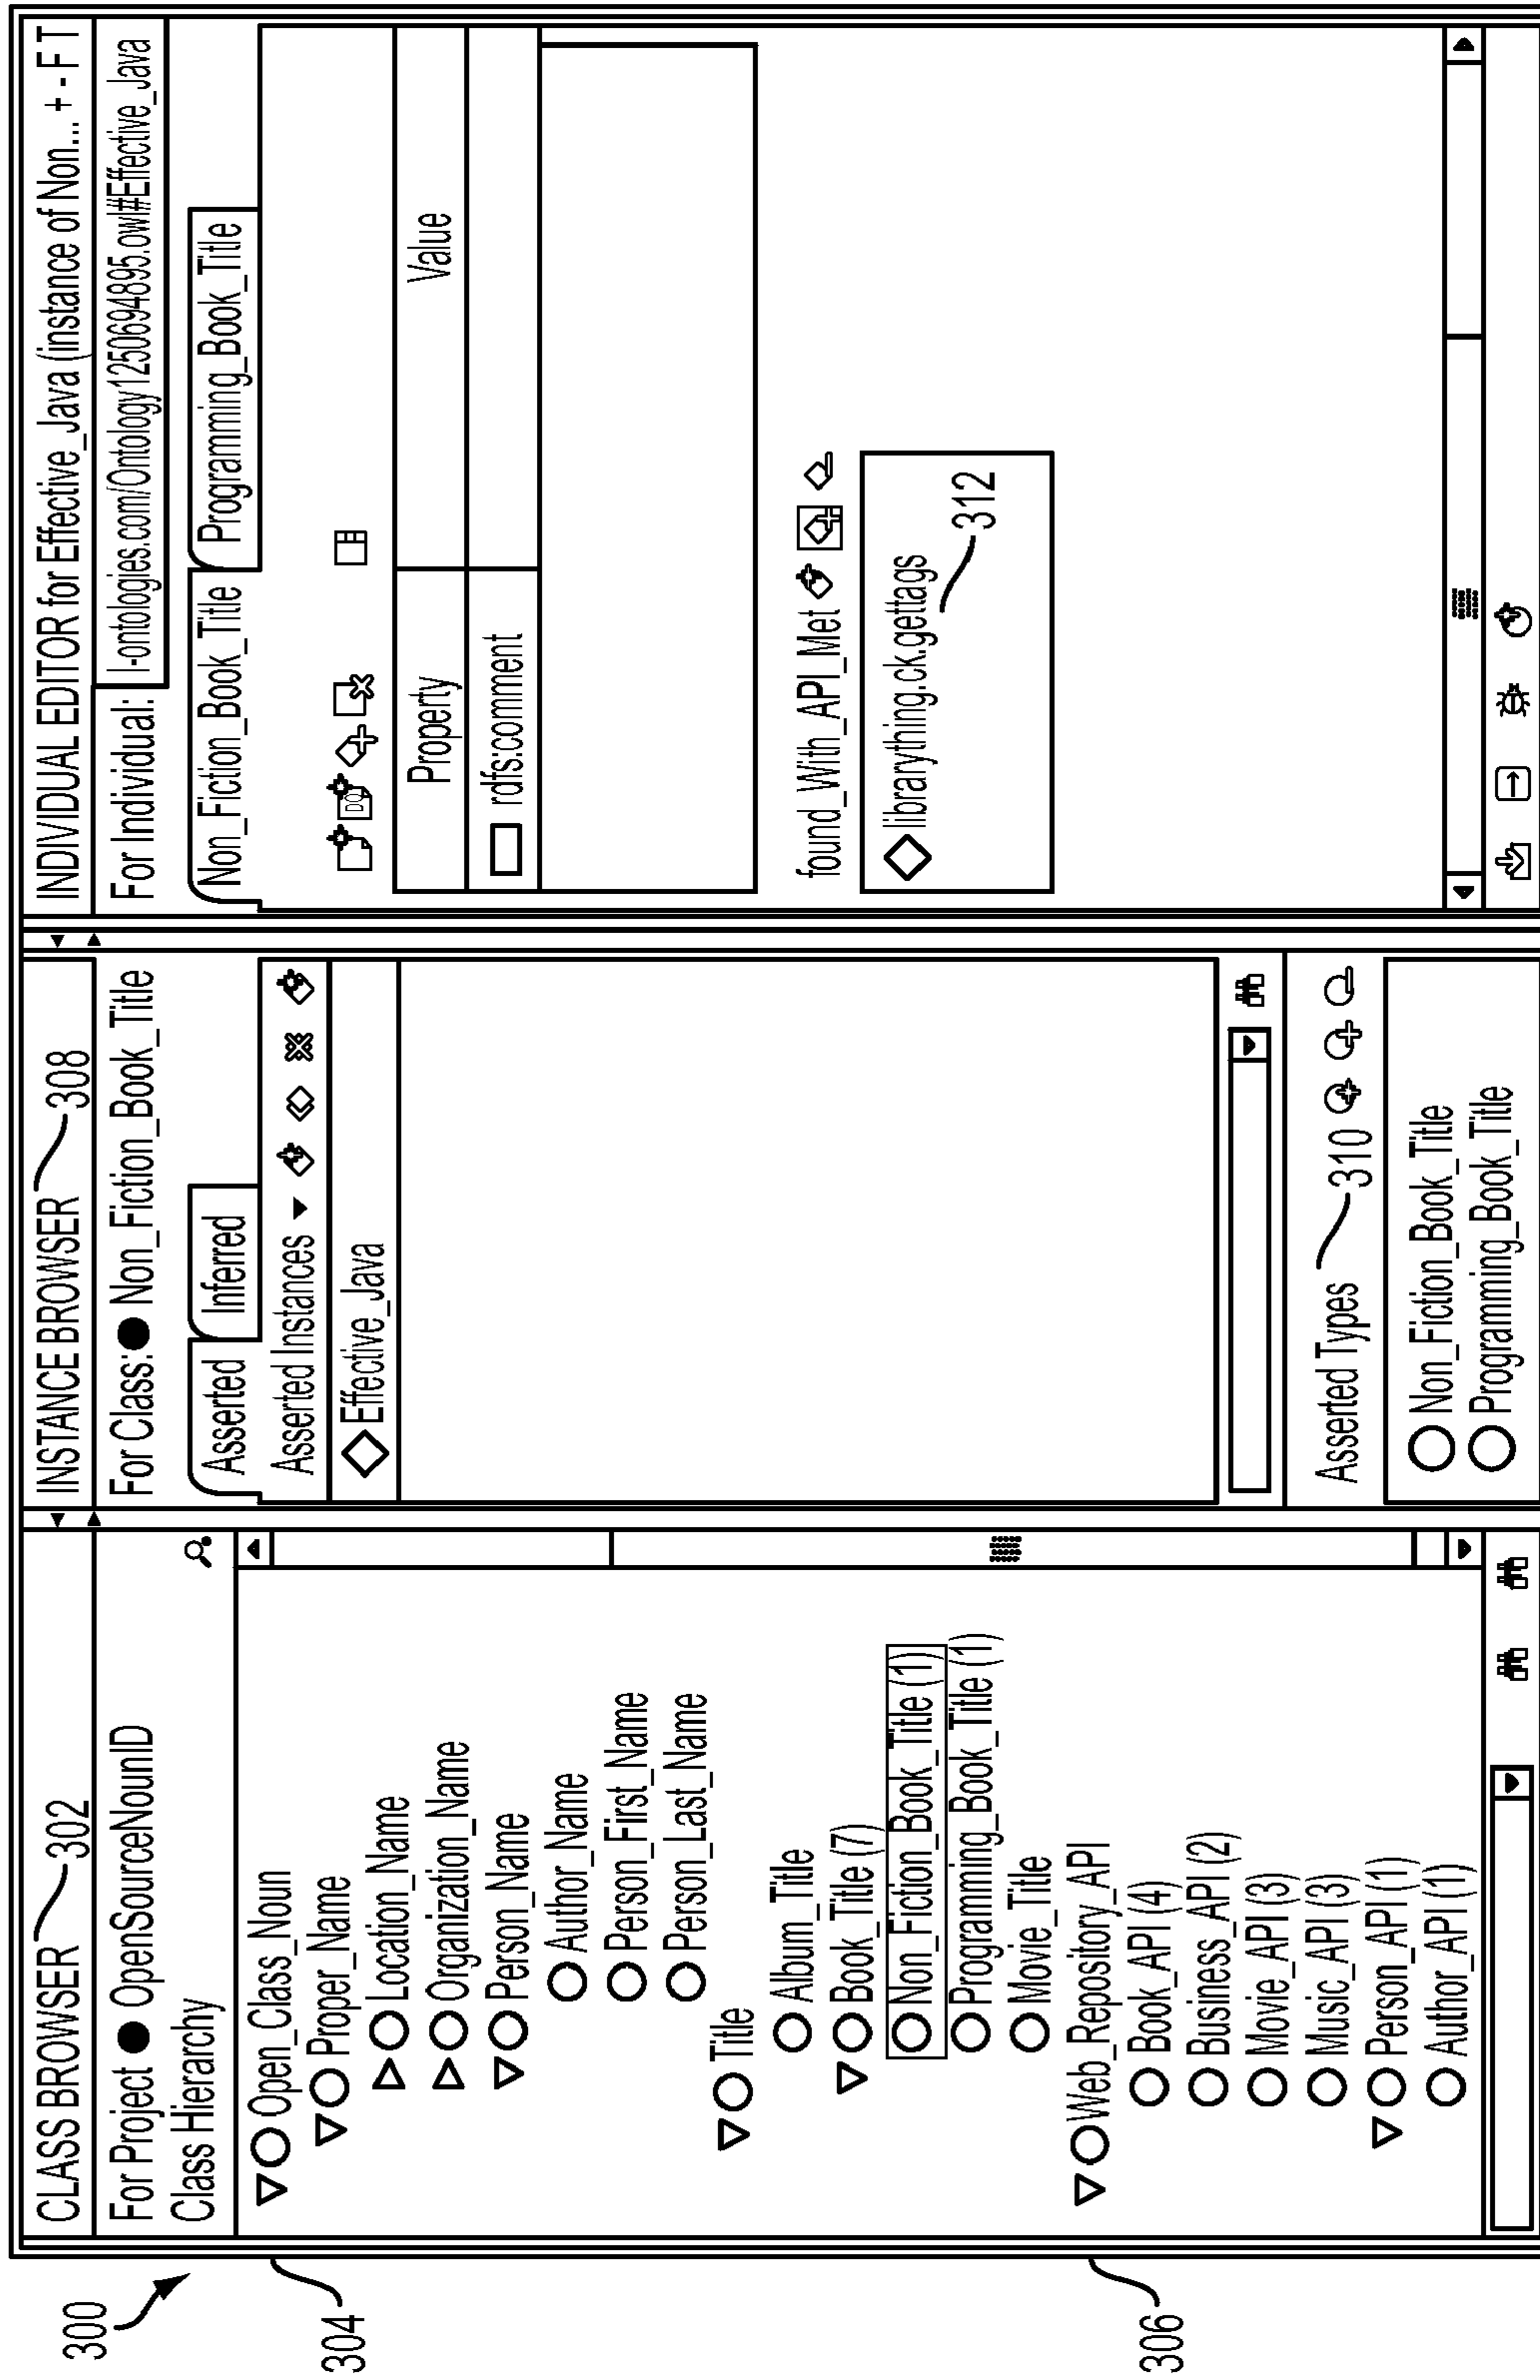 300
304
306
CLASS BROWSER 302
For Project OpenSourceNounID
Class Hierarchy
Open_Class_Noun
Proper_Name
Location_Name
Organization_Name
Person_Name
Author_Name
Person_First_Name
Person_Last_Name
Title
Album_Title
Book_Title (7)
Non_Fiction_Book_Title (1)
Programming_Book_Title (1)
Movie_Title
Web_Repository_API
Book_API (4)
Business_API (2)
Movie_API (3)
Music_API (3)
Person_API (1)
Author_API (1)
INSTANCE BROWSER 308
For Class: Non_Fiction_Book_Title
Asserted Inferred
Asserted Instances
Effective_Java
Asserted Types 310
Non_Fiction_Book_Title
Programming_Book_Title
INDIVIDUAL EDITOR for Effective_Java (instance of Non... + - F T
For Individual: l-ontologies.com/Ontology1250694895.owl#Effective_Java
Non_Fiction_Book_Title Programming_Book_Title
Property Value
rdfs:comment
found_With_API_Met
librarything.ck.gettags
312